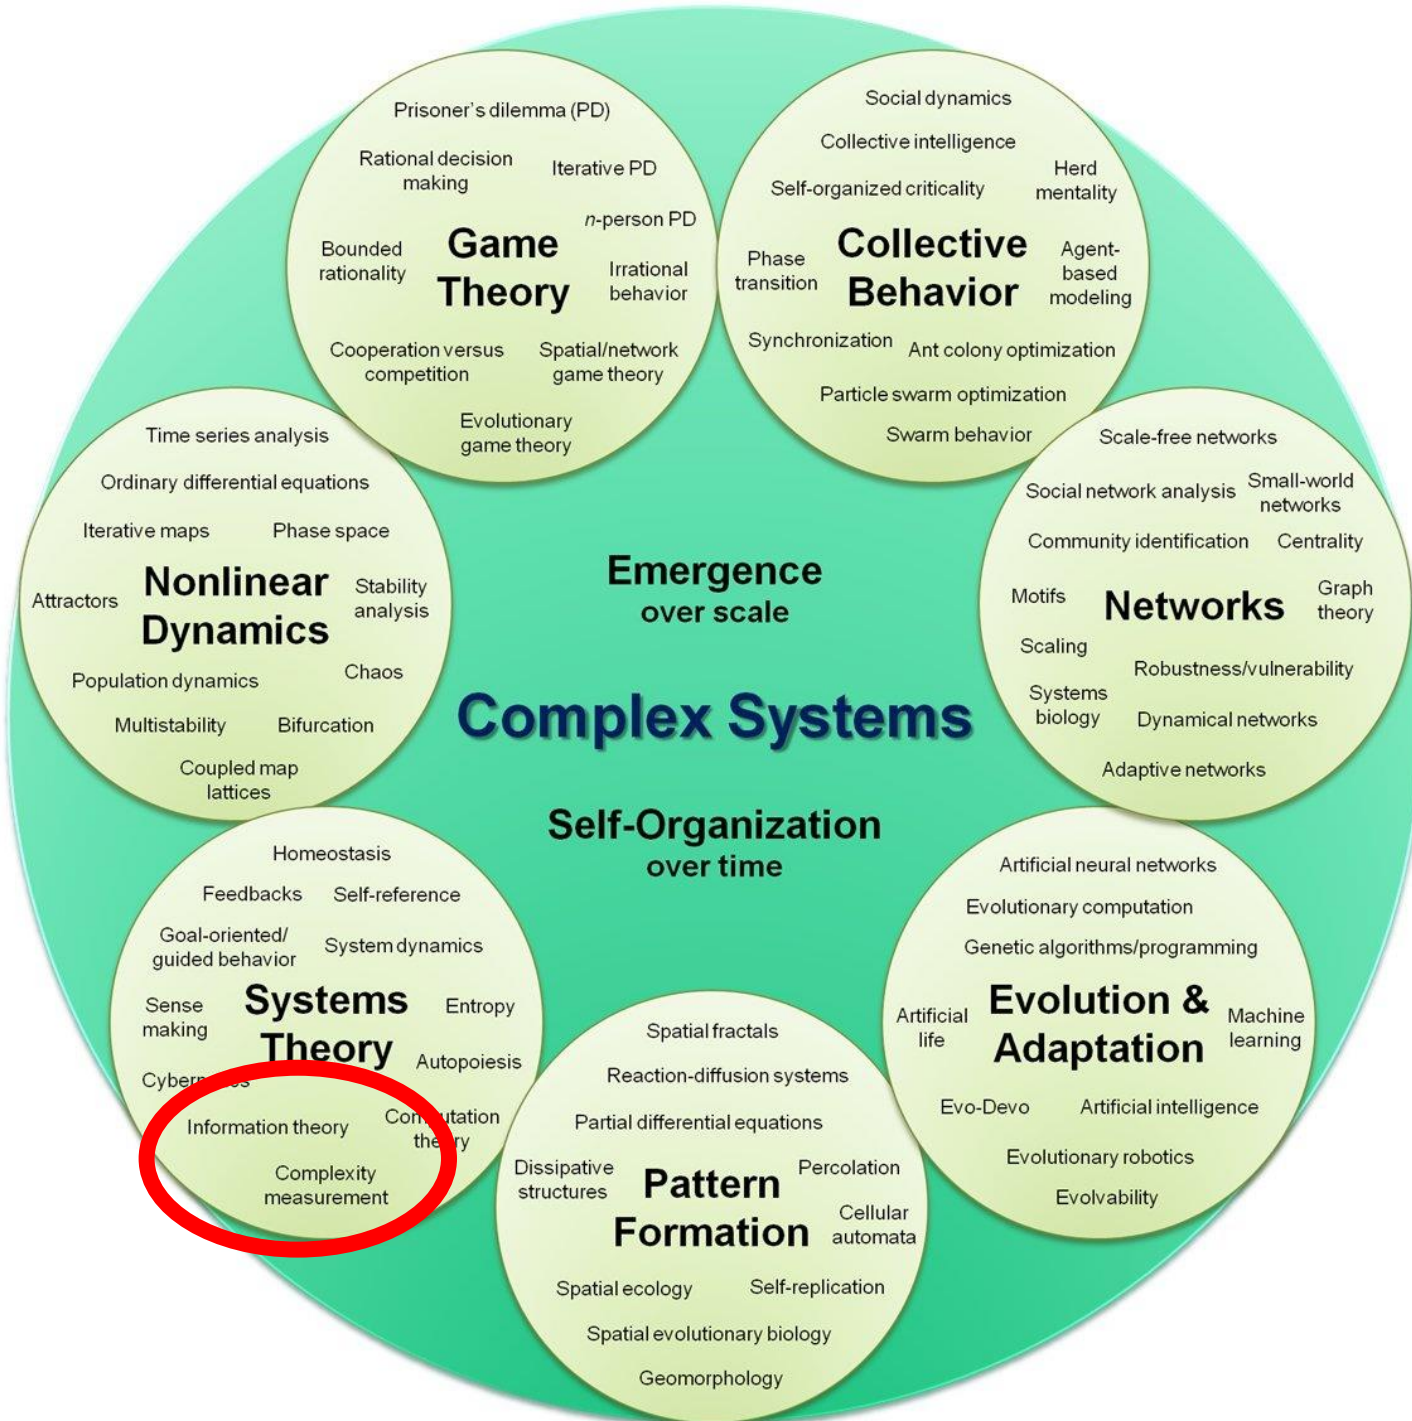 Prisoner's dilemma (PD)
Rational decision
making
Iterative PD
n-person PD
Game
Theory
Bounded
rationality
Irrational
behavior
Cooperation versus
competition
Spatial/network
game theory
Evolutionary
game theory
Social dynamics
Collective intelligence
Herd
mentality
Self-organized criticality
Collective
Behavior
Phase
transition
Agent-
based
modeling
Synchronization
Ant colony optimization
Particle swarm optimization
Swarm behavior
Time series analysis
Ordinary differential equations
Iterative maps
Phase space
Nonlinear
Dynamics
Attractors
Stability
analysis
Population dynamics
Chaos
Multistability
Bifurcation
Coupled map
lattices
Emergence
over scale
Complex Systems
Self-Organization
over time
Scale-free networks
Social network analysis
Small-world
networks
Community identification
Centrality
Motifs
Networks
Graph
theory
Scaling
Robustness/vulnerability
Systems
biology
Dynamical networks
Adaptive networks
Homeostasis
Feedbacks
Self-reference
Goal-oriented/
guided behavior
System dynamics
Sense
making
Systems
Theory
Entropy
Autopoiesis
Information theory
theory
Complexity
measurement
Spatial fractals
Reaction-diffusion systems
Partial differential equations
Dissipative
structures
Percolation
Pattern
Formation
Cellular
automata
Spatial ecology
Self-replication
Spatial evolutionary biology
Geomorphology
Artificial neural networks
Evolutionary computation
Genetic algorithms/programming
Artificial
life
Evolution &
Adaptation
Machine
learning
Evo-Devo
Artificial intelligence
Evolutionary robotics
Evolvability